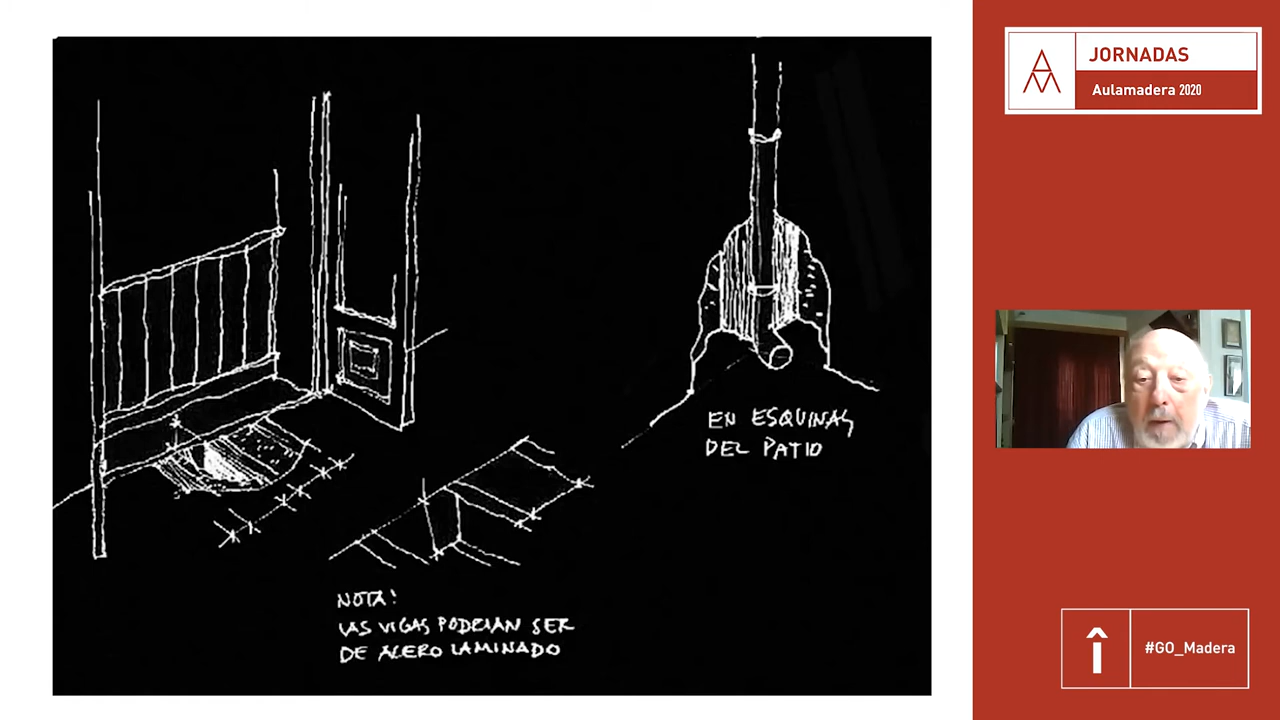 EN ESQUINAS
DEL PATIO
NOTA:
LAS VIGAS PODRIAN SER
DE ACERO LAMINADO
JORNADAS
Aulamadera 2020
#GO_Madera